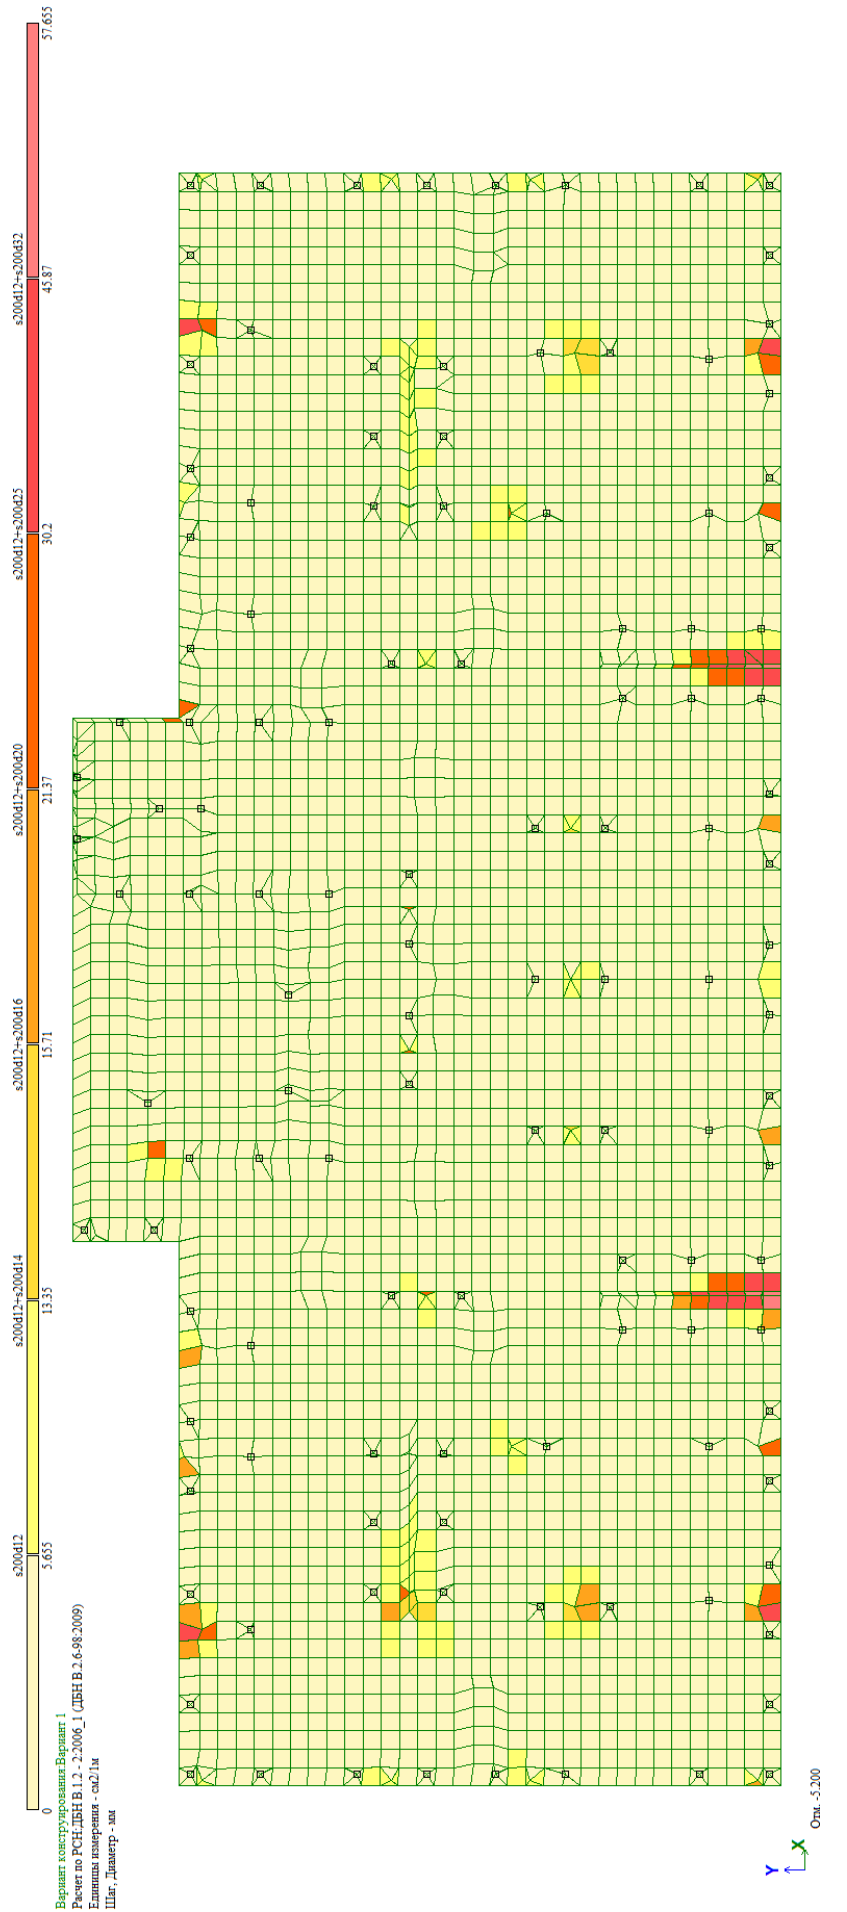 Вариант конструирования:Вариант 1
Расчет по РСН:ДБН В.1.2 - 2:2006_1 (ДБН В.2.6-98:2009)
Единицы измерения - см2/1м
Шаг, Диаметр - мм
s200d12
s200d12+s200d14
s200d12+s200d16
s200d12+s200d20
s200d12+s200d25
s200d12+s200d32
0
5.655
13.35
15.71
21.37
30.2
45.87
57.655
Y
X
Отм. -5.200